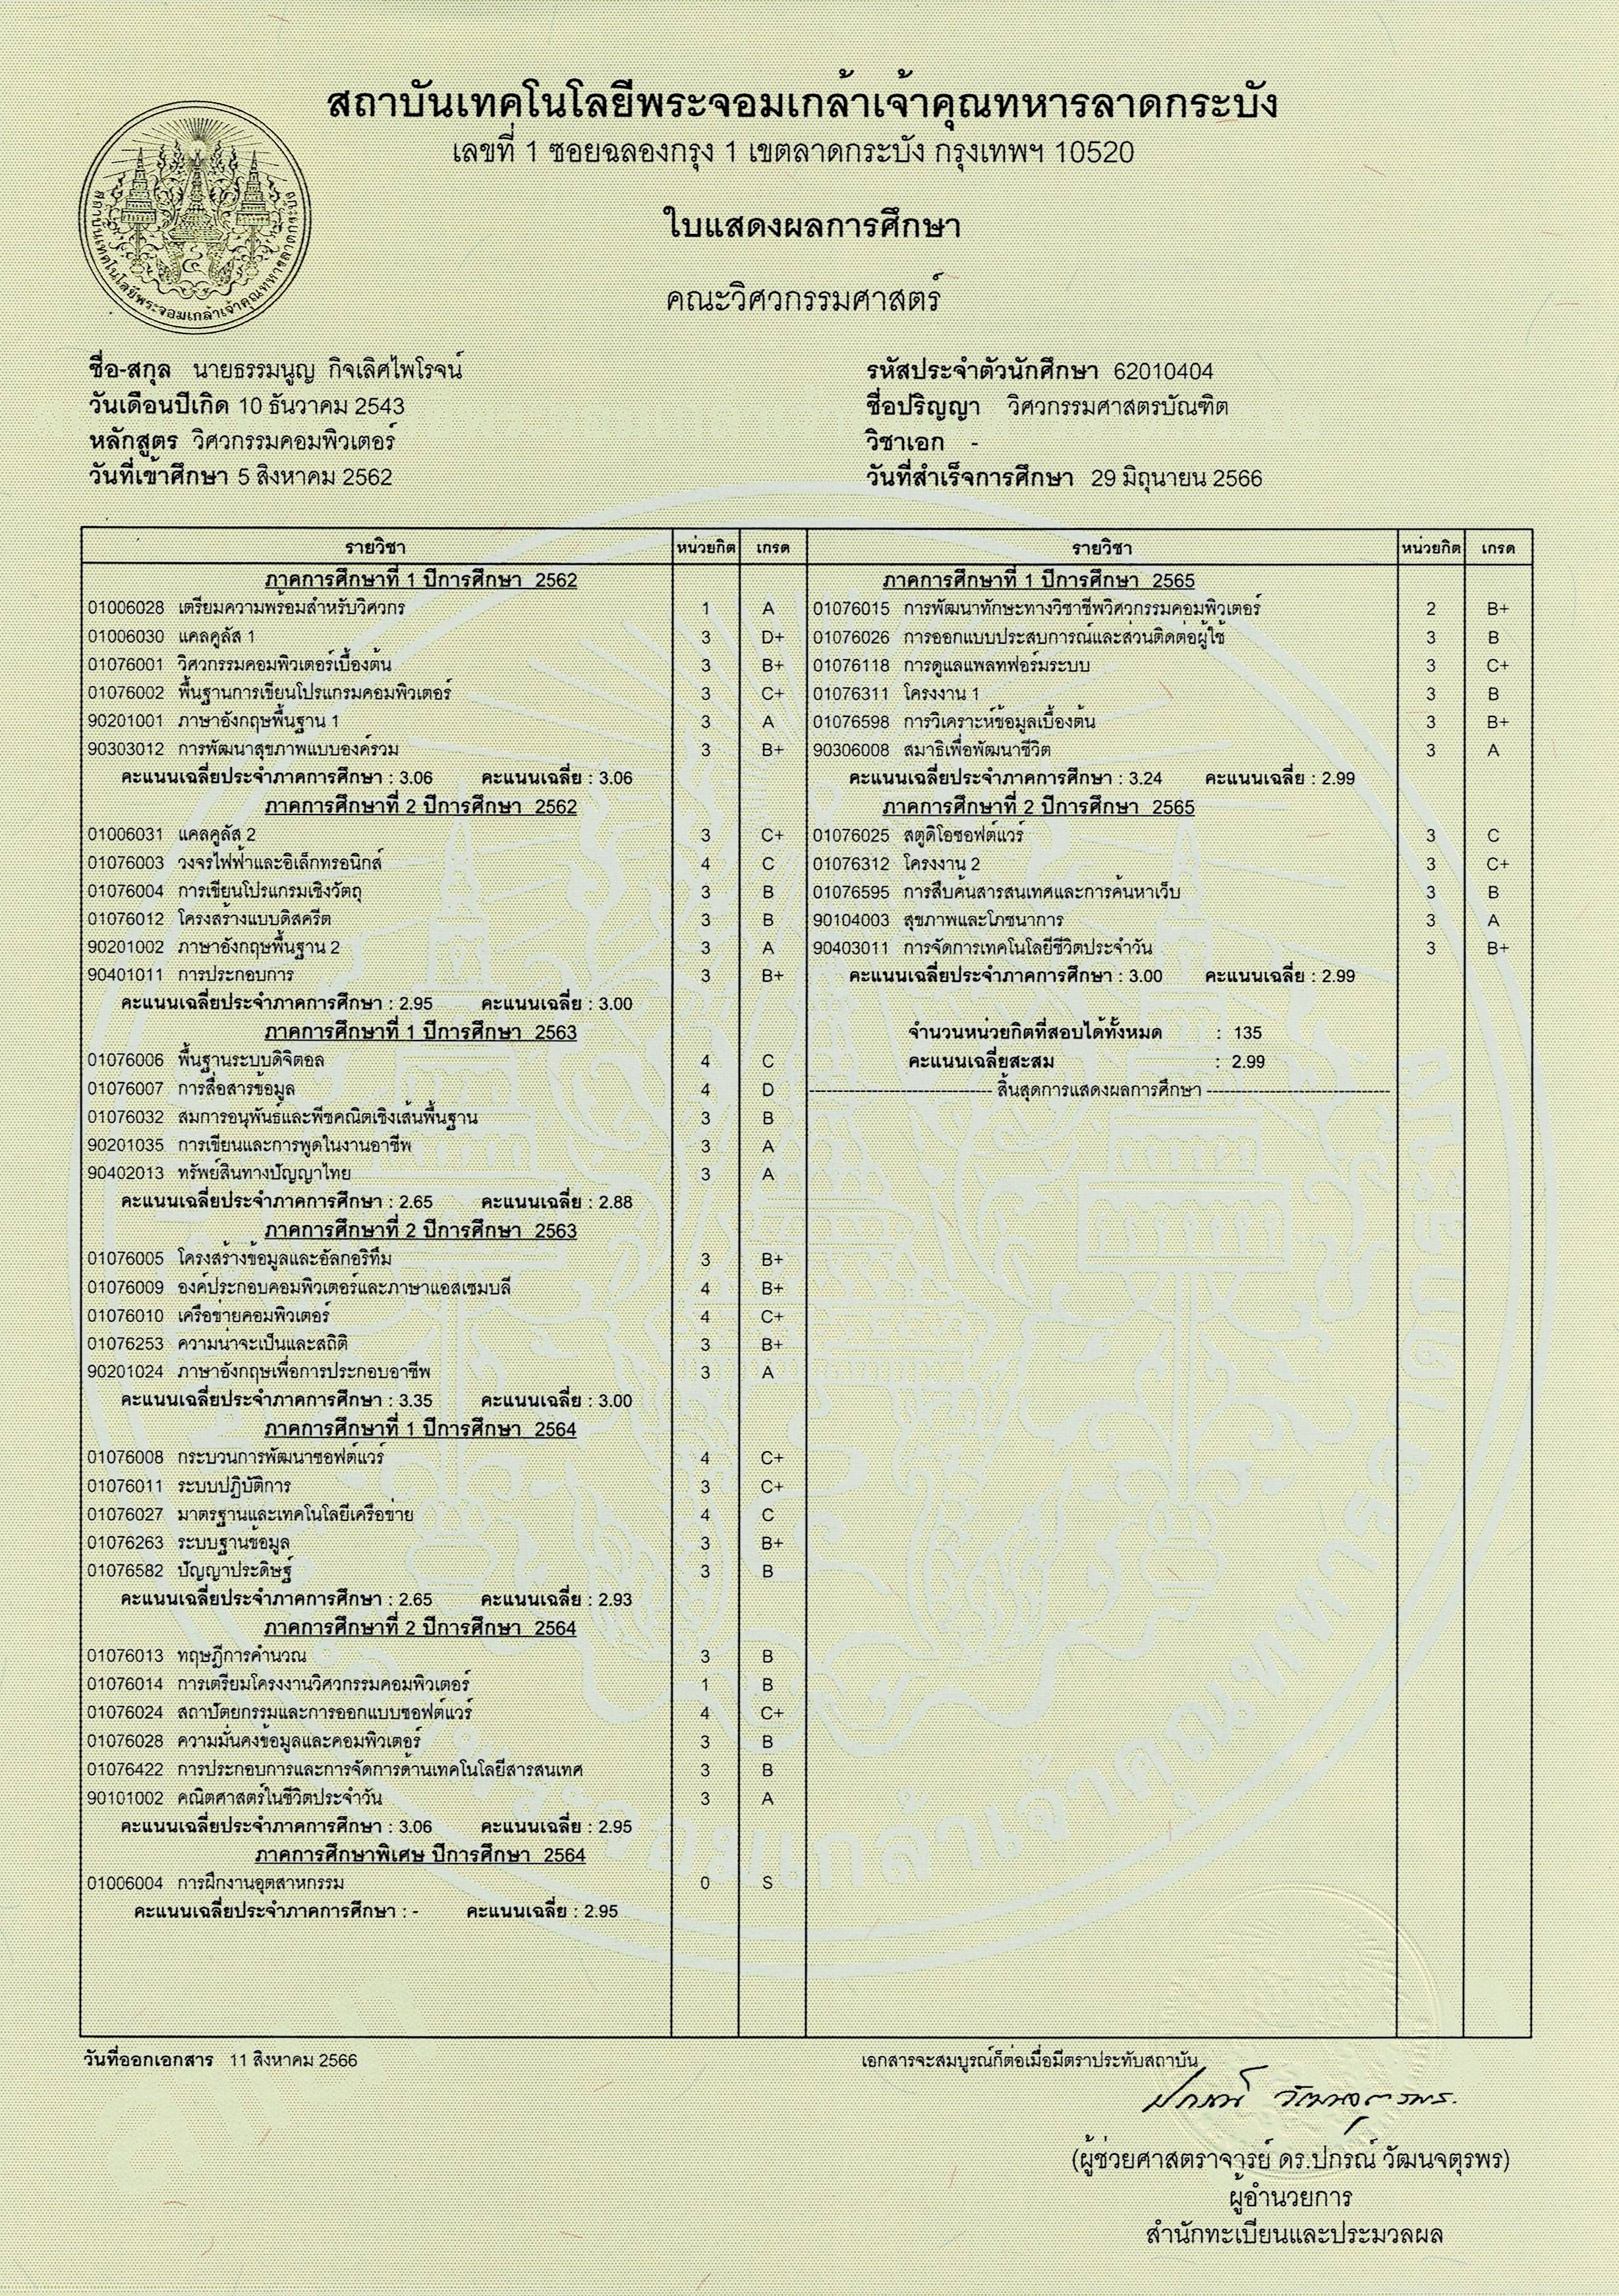 สถาบันเทคโนโลยีพระจอมเกล้าเจ้าคุณทหารลาดกระบัง
เลขที่ 1 ซอยฉลองกรุง 1 เขตลาดกระบัง กรุงเทพฯ 10520
ใบแสดงผลการศึกษา
คณะวิศวกรรมศาสตร์
สถาบันเทคโนโลยีพระจอมเกล้าเจ้าคุณทหารลาดกระบัง
ชื่อ-สกุล นายธรรมนูญ กิจเลิศไพโรจน์
วันเดือนปีเกิด 10 ธันวาคม 2543
หลักสูตร วิศวกรรมคอมพิวเตอร์
วันที่เข้าศึกษา 5 สิงหาคม 2562
รหัสประจำตัวนักศึกษา 62010404
ชื่อปริญญา วิศวกรรมศาสตรบัณฑิต
วิชาเอก -
วันที่สำเร็จการศึกษา 29 มิถุนายน 2566
รายวิชา หน่วยกิต เกรด
ภาคการศึกษาที่ 1 ปีการศึกษา 2562
01006028 เตรียมความพร้อมสำหรับวิศวกร 1 A
01006030 แคลคูลัส 1 3 D+
01076001 วิศวกรรมคอมพิวเตอร์เบื้องต้น 3 B+
01076002 พื้นฐานการเขียนโปรแกรมคอมพิวเตอร์ 3 C+
90201001 ภาษาอังกฤษพื้นฐาน 1 3 A
90303012 การพัฒนาสุขภาพแบบองค์รวม 3 B+
คะแนนเฉลี่ยประจำภาคการศึกษา : 3.06 คะแนนเฉลี่ย : 3.06
ภาคการศึกษาที่ 2 ปีการศึกษา 2562
01006031 แคลคูลัส 2 3 C+
01076003 วงจรไฟฟ้าและอิเล็กทรอนิกส์ 4 C
01076004 การเขียนโปรแกรมเชิงวัตถุ 3 B
01076012 โครงสร้างแบบดิสครีต 3 B
90201002 ภาษาอังกฤษพื้นฐาน 2 3 A
90401011 การประกอบการ 3 B+
คะแนนเฉลี่ยประจำภาคการศึกษา : 2.95 คะแนนเฉลี่ย : 3.00
ภาคการศึกษาที่ 1 ปีการศึกษา 2563
01076006 พื้นฐานระบบดิจิตอล 4 C
01076007 การสื่อสารข้อมูล 4 D
01076032 สมการอนุพันธ์และพีชคณิตเชิงเส้นพื้นฐาน 3 B
90201035 การเขียนและการพูดในงานอาชีพ 3 A
90402013 ทรัพย์สินทางปัญญาไทย 3 A
คะแนนเฉลี่ยประจำภาคการศึกษา : 2.65 คะแนนเฉลี่ย : 2.88
ภาคการศึกษาที่ 2 ปีการศึกษา 2563
01076005 โครงสร้างข้อมูลและอัลกอริทึม 3 B+
01076009 องค์ประกอบคอมพิวเตอร์และภาษาแอสเซมบลี 4 B+
01076010 เครือข่ายคอมพิวเตอร์ 4 C+
01076253 ความน่าจะเป็นและสถิติ 3 B+
90201024 ภาษาอังกฤษเพื่อการประกอบอาชีพ 3 A
คะแนนเฉลี่ยประจำภาคการศึกษา : 3.35 คะแนนเฉลี่ย : 3.00
ภาคการศึกษาที่ 1 ปีการศึกษา 2564
01076008 กระบวนการพัฒนาซอฟต์แวร์ 4 C+
01076011 ระบบปฏิบัติการ 3 C+
01076027 มาตรฐานและเทคโนโลยีเครือข่าย 4 C
01076263 ระบบฐานข้อมูล 3 B+
01076582 ปัญญาประดิษฐ์ 3 B
คะแนนเฉลี่ยประจำภาคการศึกษา : 2.65 คะแนนเฉลี่ย : 2.93
ภาคการศึกษาที่ 2 ปีการศึกษา 2564
01076013 ทฤษฎีการคำนวณ 3 B
01076014 การเตรียมโครงงานวิศวกรรมคอมพิวเตอร์ 1 B
01076024 สถาปัตยกรรมและการออกแบบซอฟต์แวร์ 4 C+
01076028 ความมั่นคงข้อมูลและคอมพิวเตอร์ 3 B
01076422 การประกอบการและการจัดการด้านเทคโนโลยีสารสนเทศ 3 B
90101002 คณิตศาสตร์ในชีวิตประจำวัน 3 A
คะแนนเฉลี่ยประจำภาคการศึกษา : 3.06 คะแนนเฉลี่ย : 2.95
ภาคการศึกษาพิเศษ ปีการศึกษา 2564
01006004 การฝึกงานอุตสาหกรรม 0 S
คะแนนเฉลี่ยประจำภาคการศึกษา : - คะแนนเฉลี่ย : 2.95
รายวิชา หน่วยกิต เกรด
ภาคการศึกษาที่ 1 ปีการศึกษา 2565
01076015 การพัฒนาทักษะทางวิชาชีพวิศวกรรมคอมพิวเตอร์ 2 B+
01076026 การออกแบบประสบการณ์และส่วนติดต่อผู้ใช้ 3 B
01076118 การดูแลแพลทฟอร์มระบบ 3 C+
01076311 โครงงาน 1 3 B
01076598 การวิเคราะห์ข้อมูลเบื้องต้น 3 B+
90306008 สมาธิเพื่อพัฒนาชีวิต 3 A
คะแนนเฉลี่ยประจำภาคการศึกษา : 3.24 คะแนนเฉลี่ย : 2.99
ภาคการศึกษาที่ 2 ปีการศึกษา 2565
01076025 สตูดิโอซอฟต์แวร์ 3 C
01076312 โครงงาน 2 3 C+
01076595 การสืบค้นสารสนเทศและการค้นหาเว็บ 3 B
90104003 สุขภาพและโภชนาการ 3 A
90403011 การจัดการเทคโนโลยีชีวิตประจำวัน 3 B+
คะแนนเฉลี่ยประจำภาคการศึกษา : 3.00 คะแนนเฉลี่ย : 2.99
จำนวนหน่วยกิตที่สอบได้ทั้งหมด : 135
คะแนนเฉลี่ยสะสม : 2.99
สิ้นสุดการแสดงผลการศึกษา
วันที่ออกเอกสาร 11 สิงหาคม 2566
เอกสารจะสมบูรณ์ก็ต่อเมื่อมีตราประทับสถาบัน
ปกรณ์ วัฒนจตุรพร
(ผู้ช่วยศาสตราจารย์ ดร.ปกรณ์ วัฒนจตุรพร)
ผู้อำนวยการ
สำนักทะเบียนและประมวลผล